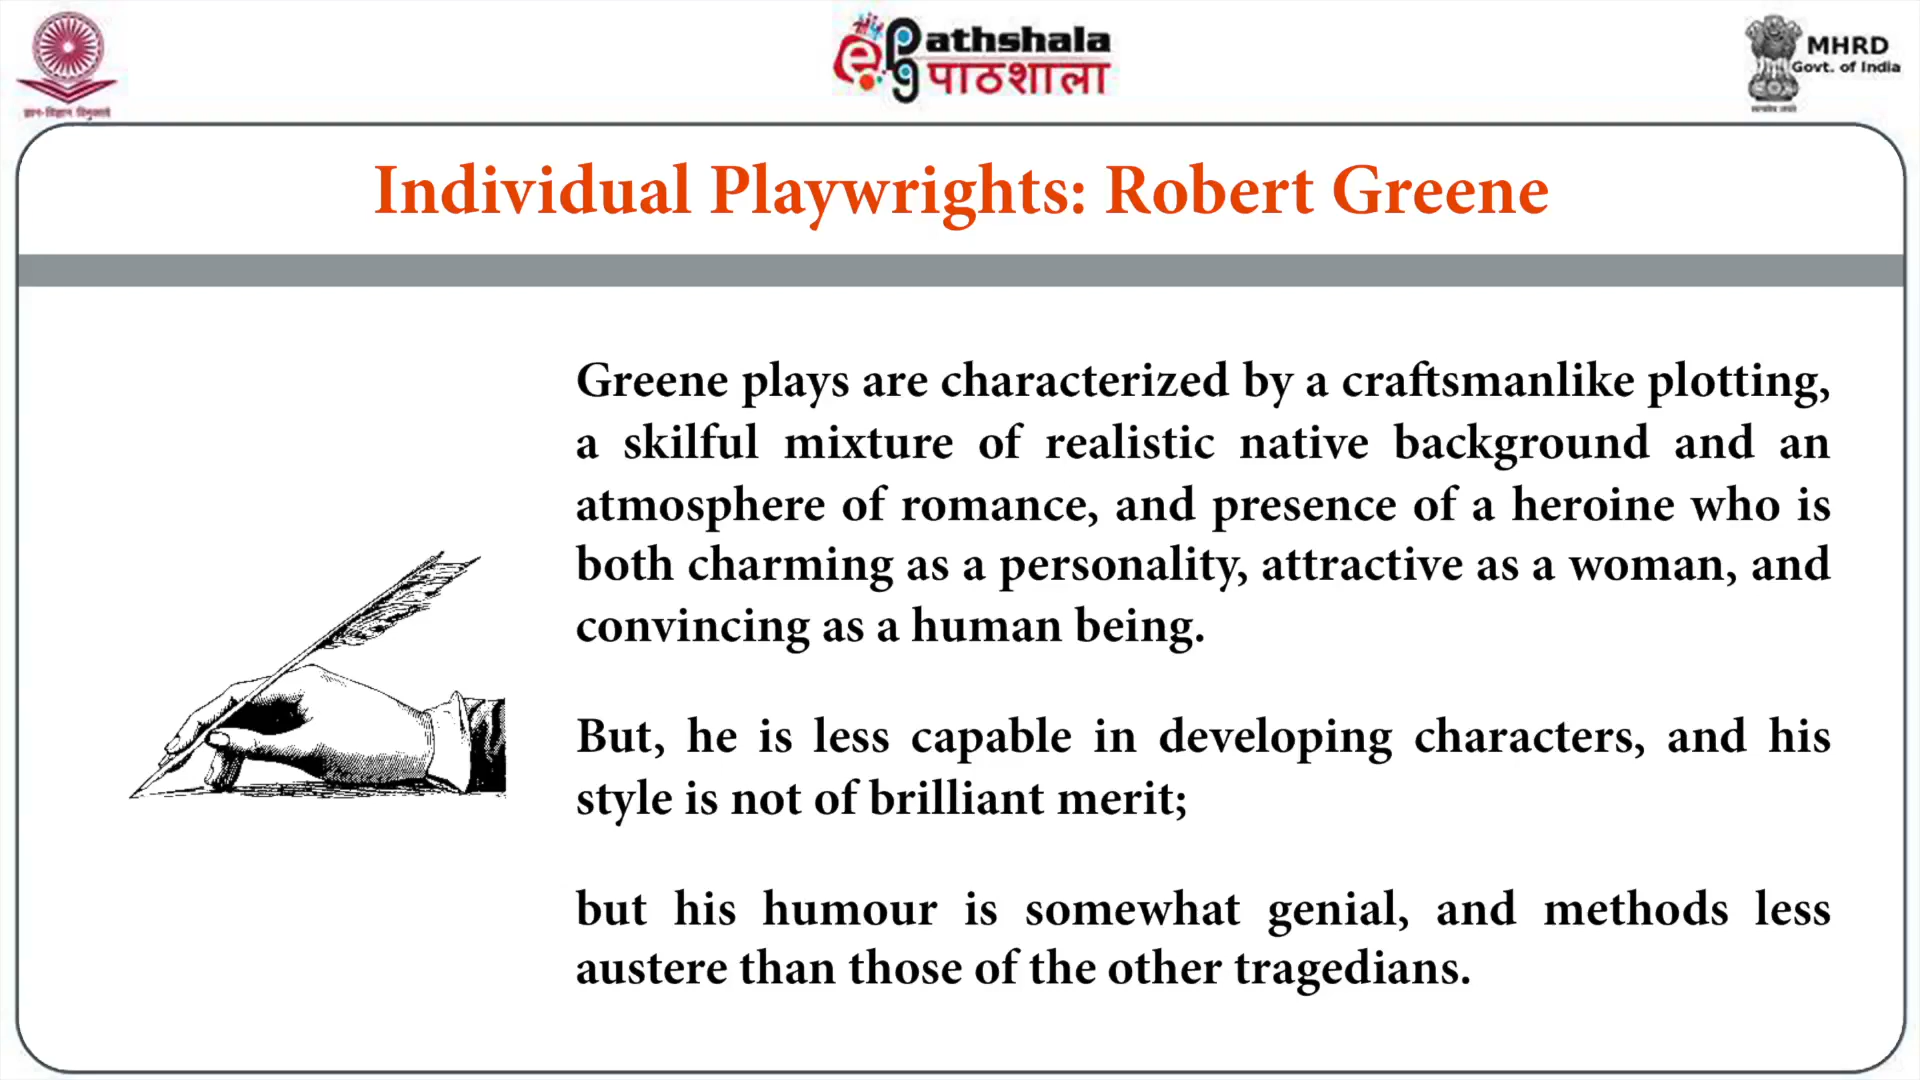 ज्ञान-विज्ञान विमुक्तये
athshala
पाठशाला
MHRD
Govt. of India
सत्यमेव जयते
Individual Playwrights: Robert Greene
Greene plays are characterized by a craftsmanlike plotting,
a skilful mixture of realistic native background and an
atmosphere of romance, and presence of a heroine who is
both charming as a personality, attractive as a woman, and
convincing as a human being.
But, he is less capable in developing characters, and his
style is not of brilliant merit;
but his humour is somewhat genial, and methods less
austere than those of the other tragedians.